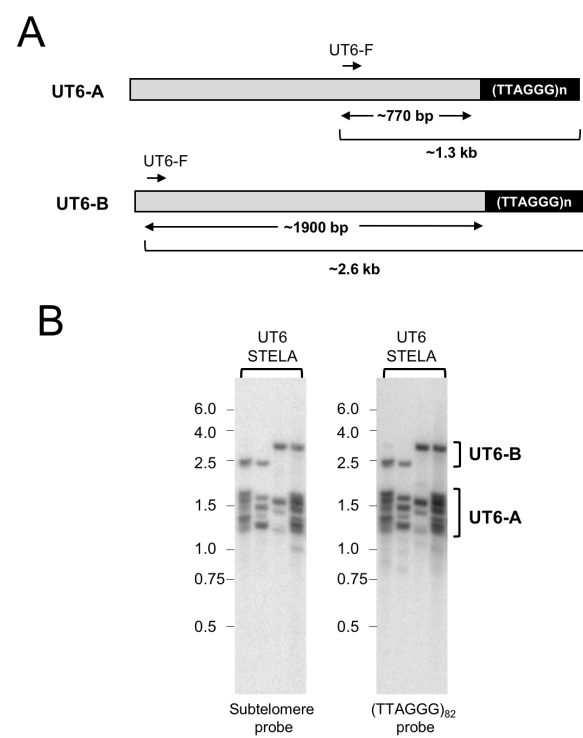 A
UT6-F
UT6-A
(TTAGGG)n
~770 bp
~1.3 kb
UT6-F
UT6-B
(TTAGGG)n
~1900 bp
~2.6 kb
B
UT6 STELA
UT6 STELA
6.0
4.0
2.5
1.5
1.0
0.75
0.5
6.0
4.0
2.5
1.5
1.0
0.75
0.5
UT6-B
UT6-A
Subtelomere probe
(TTAGGG)82 probe